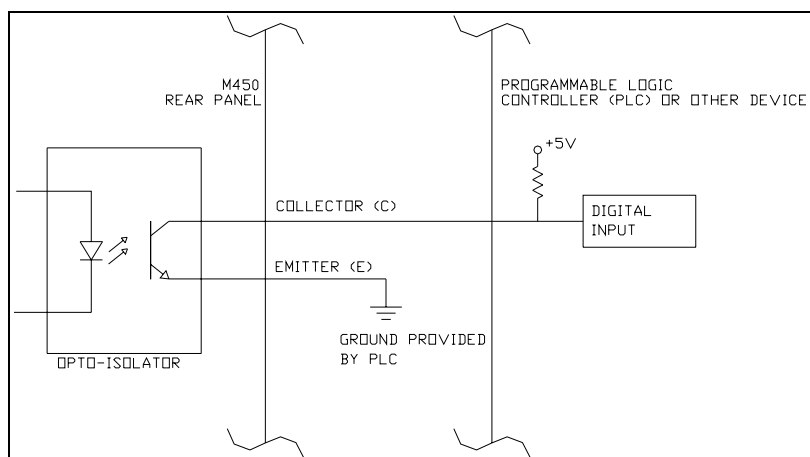 M450
REAR PANEL
PROGRAMMABLE LOGIC
CONTROLLER (PLC) OR OTHER DEVICE
+5V
COLLECTOR (C)
DIGITAL
INPUT
EMITTER (E)
GROUND PROVIDED
BY PLC
OPTO-ISOLATOR